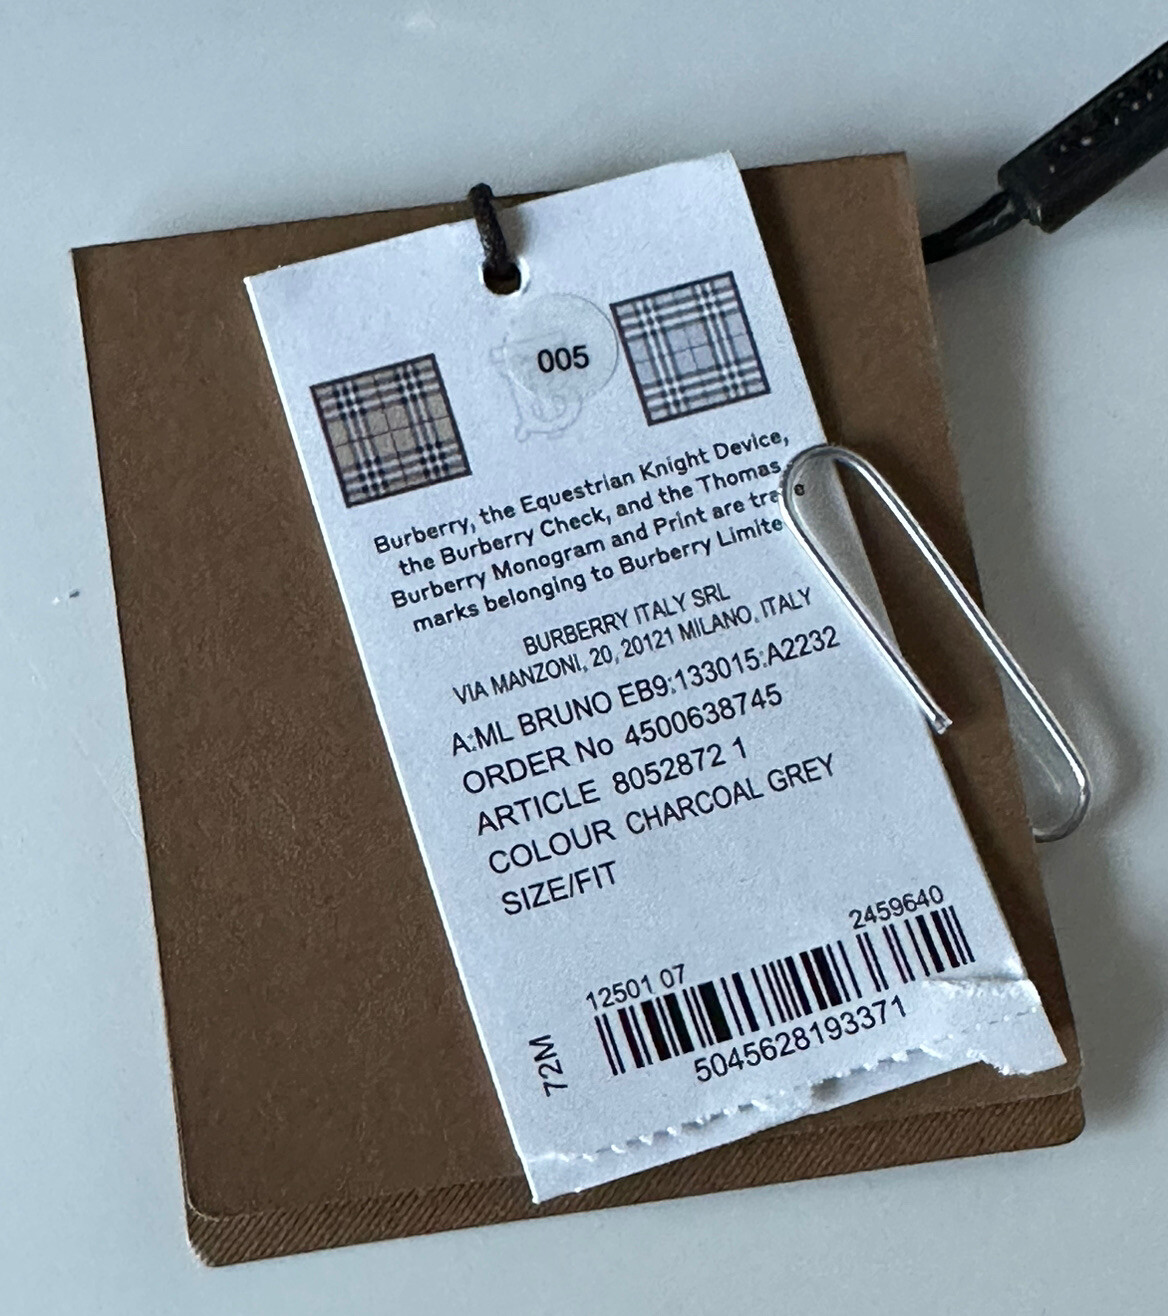 005
Burberry, the Equestrian Knight Device,
the Burberry Check, and the Thomas
Burberry Monogram and Print are trade
marks belonging to Burberry Limite
BURBERRY ITALY SRL
VIA MANZONI, 20, 20121 MILANO, ITALY
A:ML BRUNO EB9:133015:A2232
ORDER No 4500638745
ARTICLE 8052872 1
COLOUR CHARCOAL GREY
SIZE/FIT
2459640
12501 07
72M
5045628193371